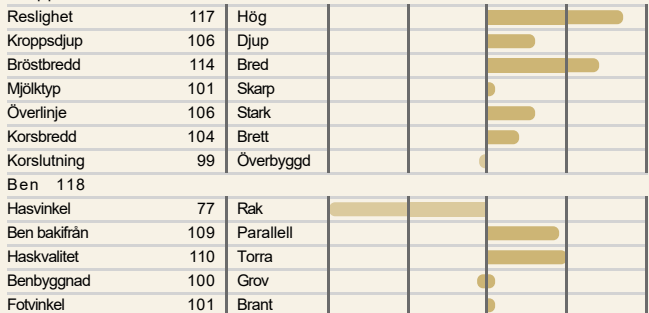 Reslighet 117 Hög
Kroppsdjup 106 Djup
Bröstbredd 114 Bred
Mjölktyp 101 Skarp
Överlinje 106 Stark
Korsbredd 104 Brett
Korslutning 99 Överbyggd
Ben 118
Hasvinkel 77 Rak
Ben bakifrån 109 Parallell
Haskvalitet 110 Torra
Benbyggnad 100 Grov
Fotvinkel 101 Brant